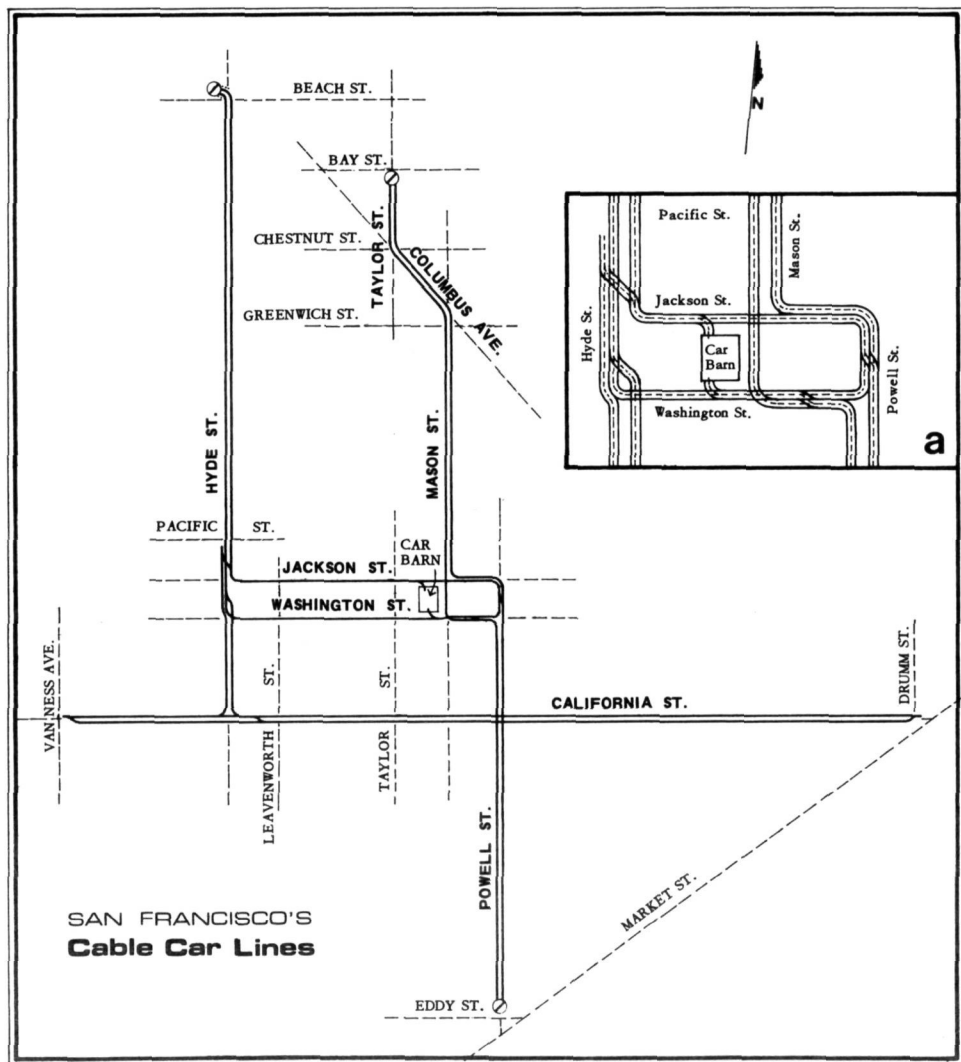 BEACH ST.
N
BAY ST.
TAYLOR ST.
CHESTNUT ST.
COLUMBUS AVE.
GREENWICH ST.
Pacific St.
Mason St.
Jackson St.
Hyde St.
Car
Barn
Powell St.
Washington St.
a
HYDE ST.
MASON ST.
PACIFIC ST.
CAR
BARN
JACKSON ST.
WASHINGTON ST.
VAN NESS AVE.
LEAVENWORTH ST.
TAYLOR ST.
DRUMM ST.
CALIFORNIA ST.
POWELL ST.
MARKET ST.
SAN FRANCISCO'S
Cable Car Lines
EDDY ST.